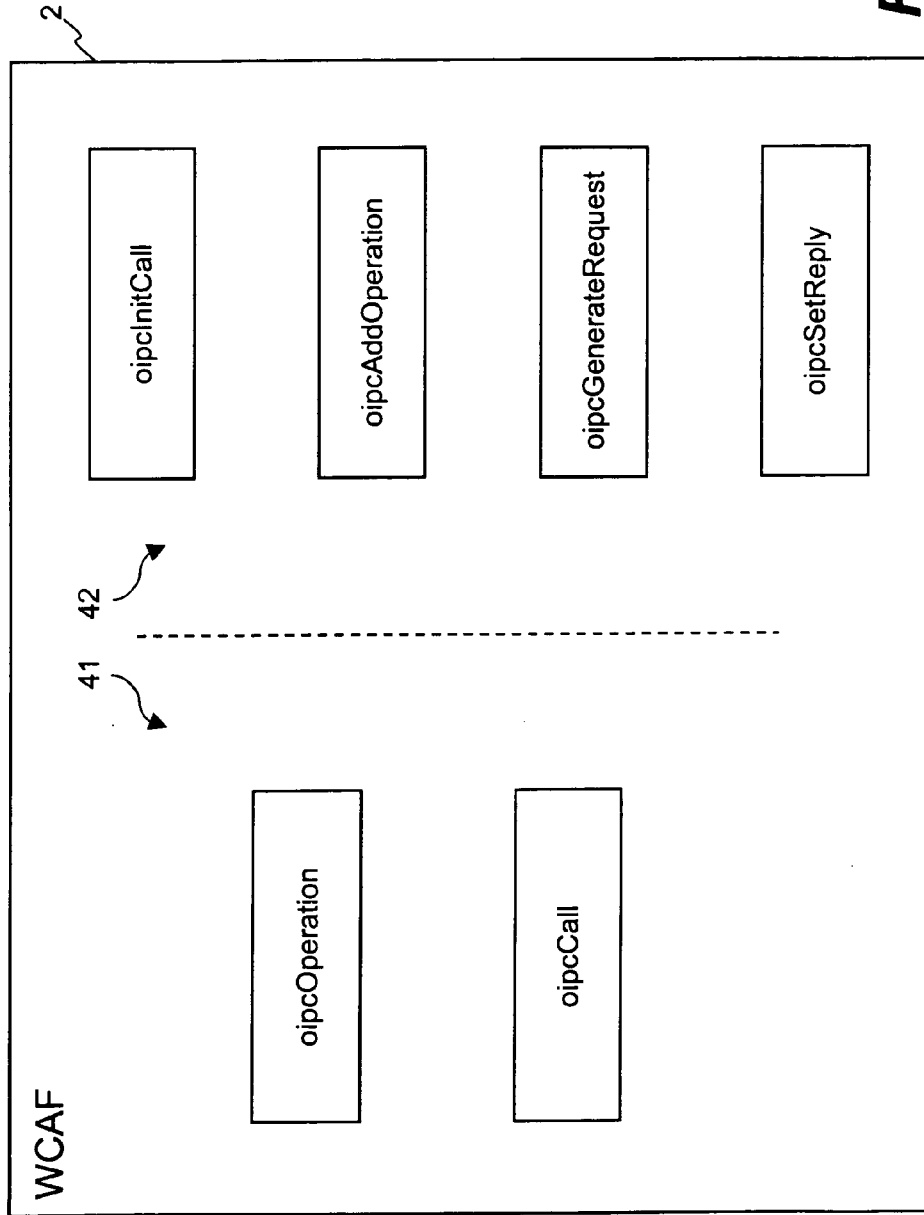 WCAF
2
41
42
oipcOperation
oipcCall
oipcInitCall
oipcAddOperation
oipcGenerateRequest
oipcSetReply